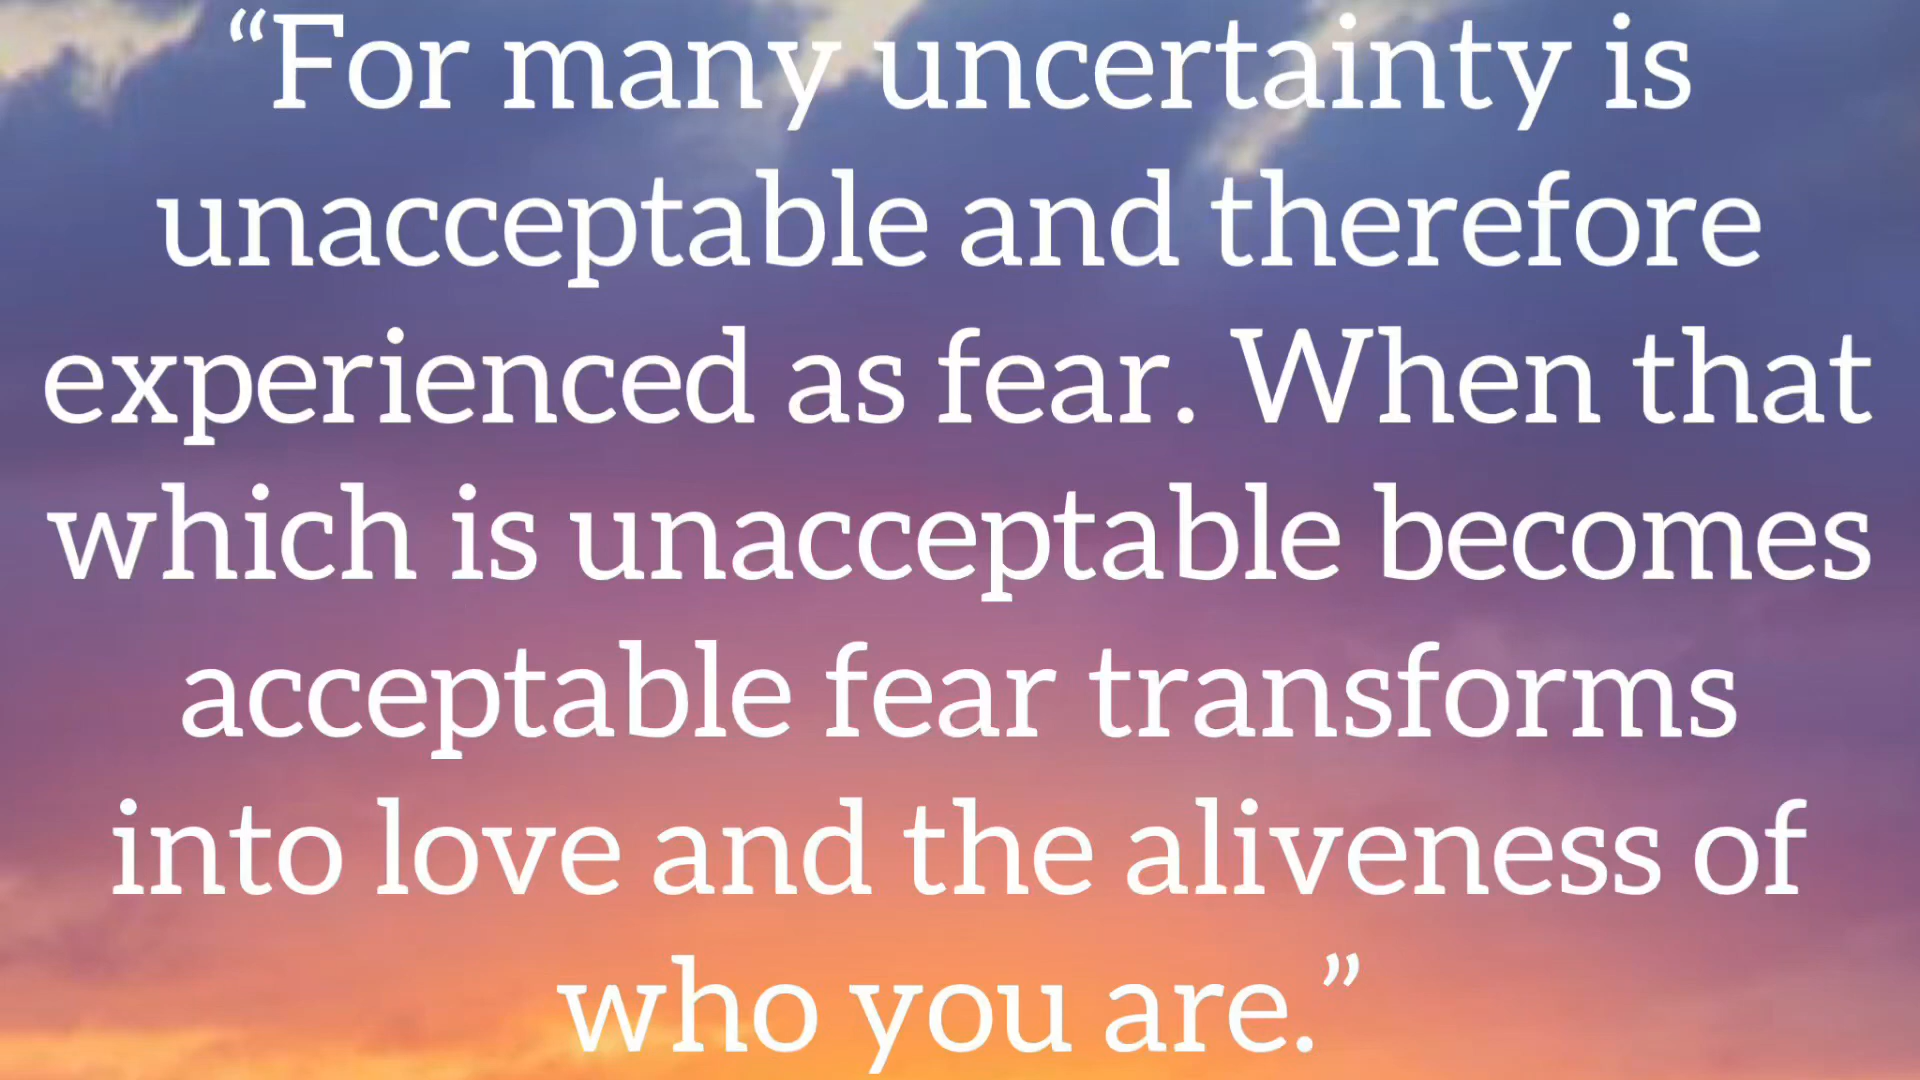 “For many uncertainty is
unacceptable and therefore
experienced as fear. When that
which is unacceptable becomes
acceptable fear transforms
into love and the aliveness of
who you are.”